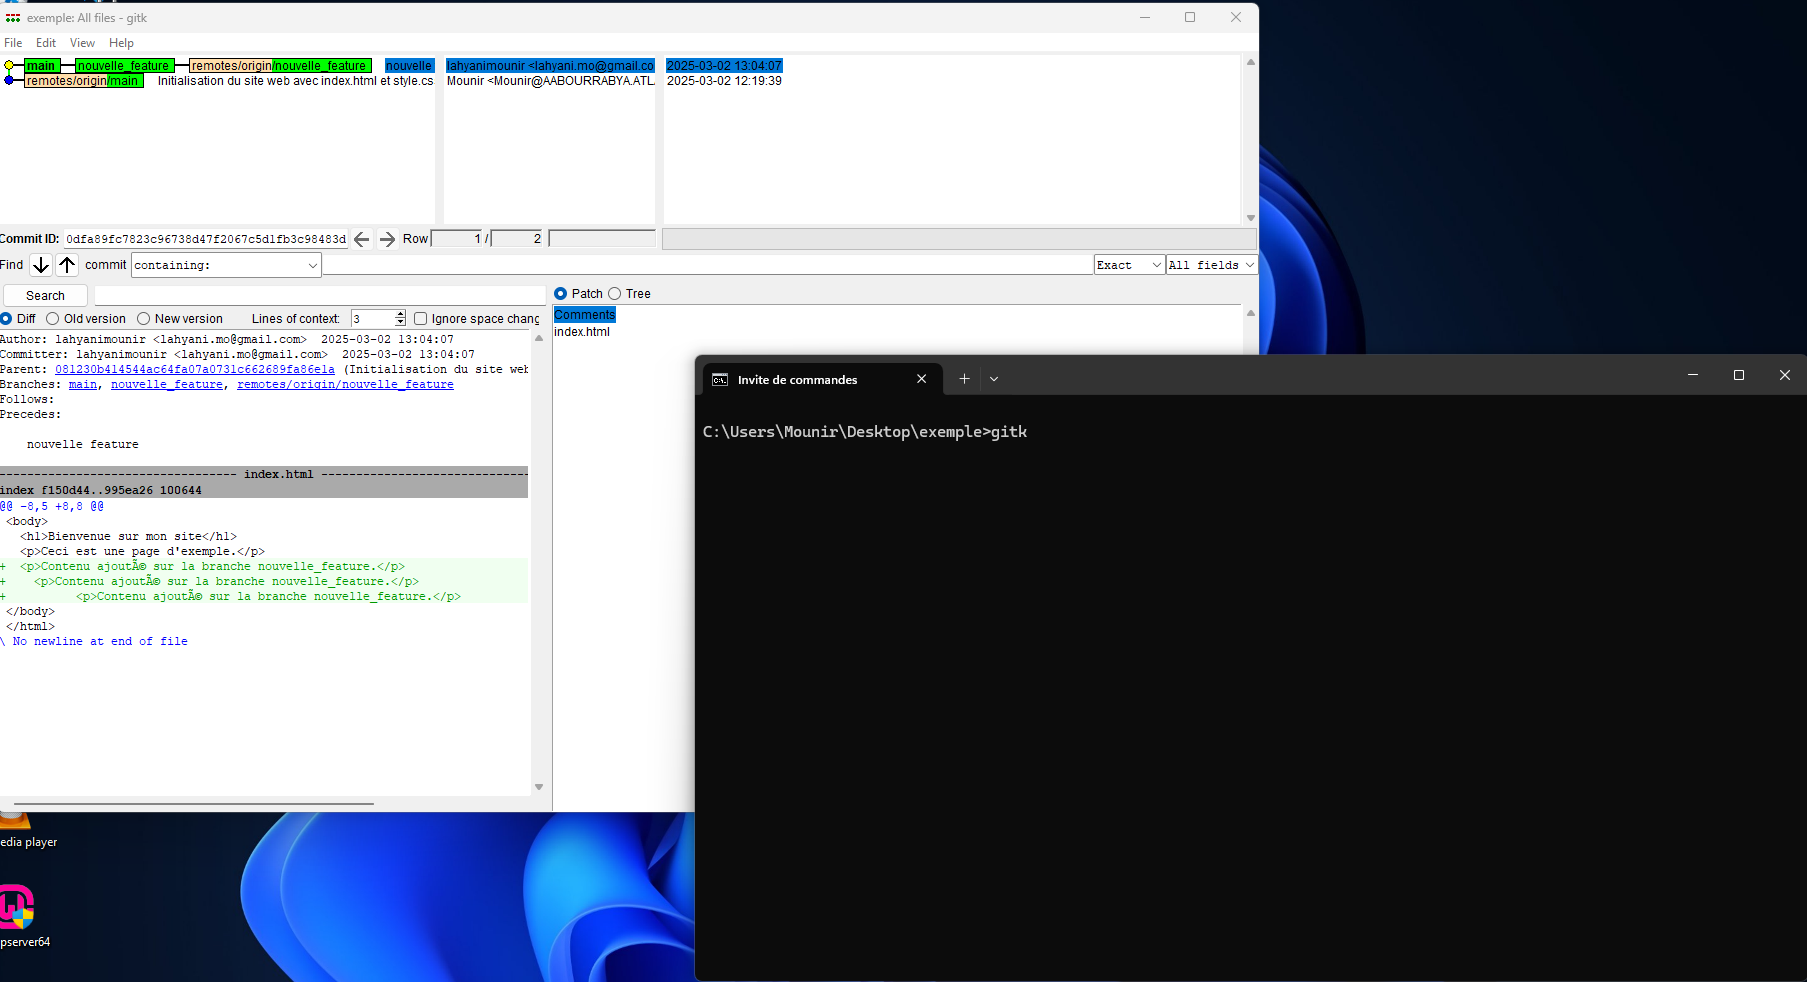 exemple: All files - gitk
File Edit View Help
main nouvelle_feature remotes/origin/nouvelle_feature nouvelle lahyanimounir <lahyani.mo@gmail.co 2025-03-02 13:04:07
remotes/origin/main Initialisation du site web avec index.html et style.cs Mounir <Mounir@AABOURRABYA.ATL 2025-03-02 12:19:39
Commit ID: 0dfa89fc7823c96738d47f2067c5d1fb3c98483d Row 1 / 2
Find commit containing: Exact All fields
Search
Patch Tree
Diff Old version New version Lines of context: 3 Ignore space chang
Comments
index.html
Author: lahyanimounir <lahyani.mo@gmail.com> 2025-03-02 13:04:07
Committer: lahyanimounir <lahyani.mo@gmail.com> 2025-03-02 13:04:07
Parent: 081230b414544ac64fa07a0731c662689fa86e1a (Initialisation du site web
Branches: main, nouvelle_feature, remotes/origin/nouvelle_feature
Follows:
Precedes:
nouvelle feature
--------------------------------- index.html ------------------------------
index f150d44..995ea26 100644
@@ -8,5 +8,8 @@
<body>
<h1>Bienvenue sur mon site</h1>
<p>Ceci est une page d'exemple.</p>
+ <p>Contenu ajoutÃ© sur la branche nouvelle_feature.</p>
+ <p>Contenu ajoutÃ© sur la branche nouvelle_feature.</p>
+ <p>Contenu ajoutÃ© sur la branche nouvelle_feature.</p>
</body>
</html>
\ No newline at end of file
Invite de commandes
C:\Users\Mounir\Desktop\exemple>gitk
edia player
pserver64